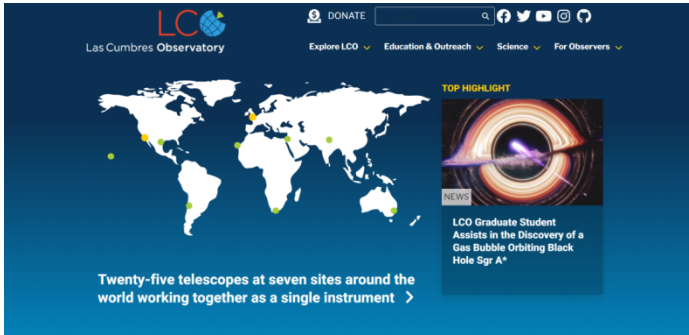 LCO
DONATE
Las Cumbres Observatory
Explore LCO Education & Outreach Science For Observers
TOP HIGHLIGHT
NEWS
LCO Graduate Student
Assists in the Discovery of a
Gas Bubble Orbiting Black
Hole Sgr A*
Twenty-five telescopes at seven sites around the
world working together as a single instrument